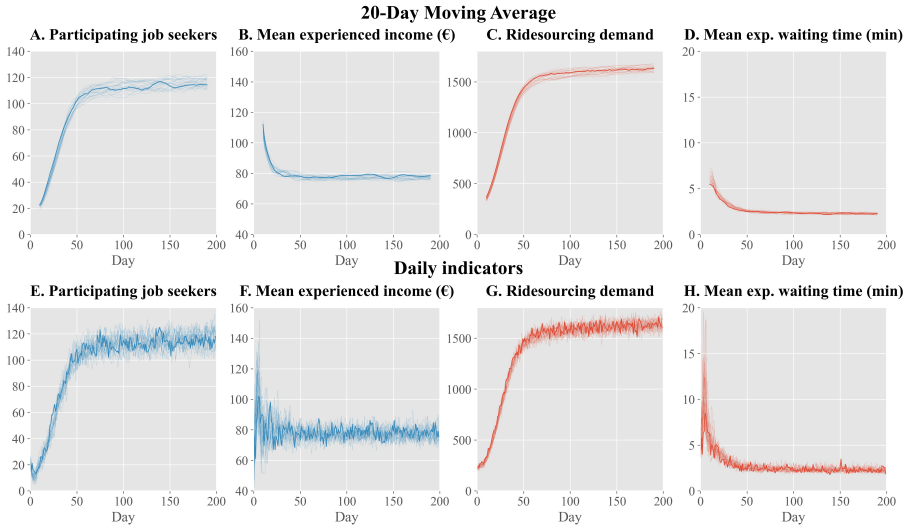 20-Day Moving Average
A. Participating job seekers
B. Mean experienced income (€)
C. Ridesourcing demand
D. Mean exp. waiting time (min)
140
120
100
80
60
40
20
0
0 50 100 150 200
Day
160
140
120
100
80
60
40
0 50 100 150 200
Day
1500
1000
500
0
0 50 100 150 200
Day
20
15
10
5
0
0 50 100 150 200
Day
Daily indicators
E. Participating job seekers
F. Mean experienced income (€)
G. Ridesourcing demand
H. Mean exp. waiting time (min)
140
120
100
80
60
40
20
0
0 50 100 150 200
Day
160
140
120
100
80
60
40
0 50 100 150 200
Day
1500
1000
500
0
0 50 100 150 200
Day
20
15
10
5
0
0 50 100 150 200
Day